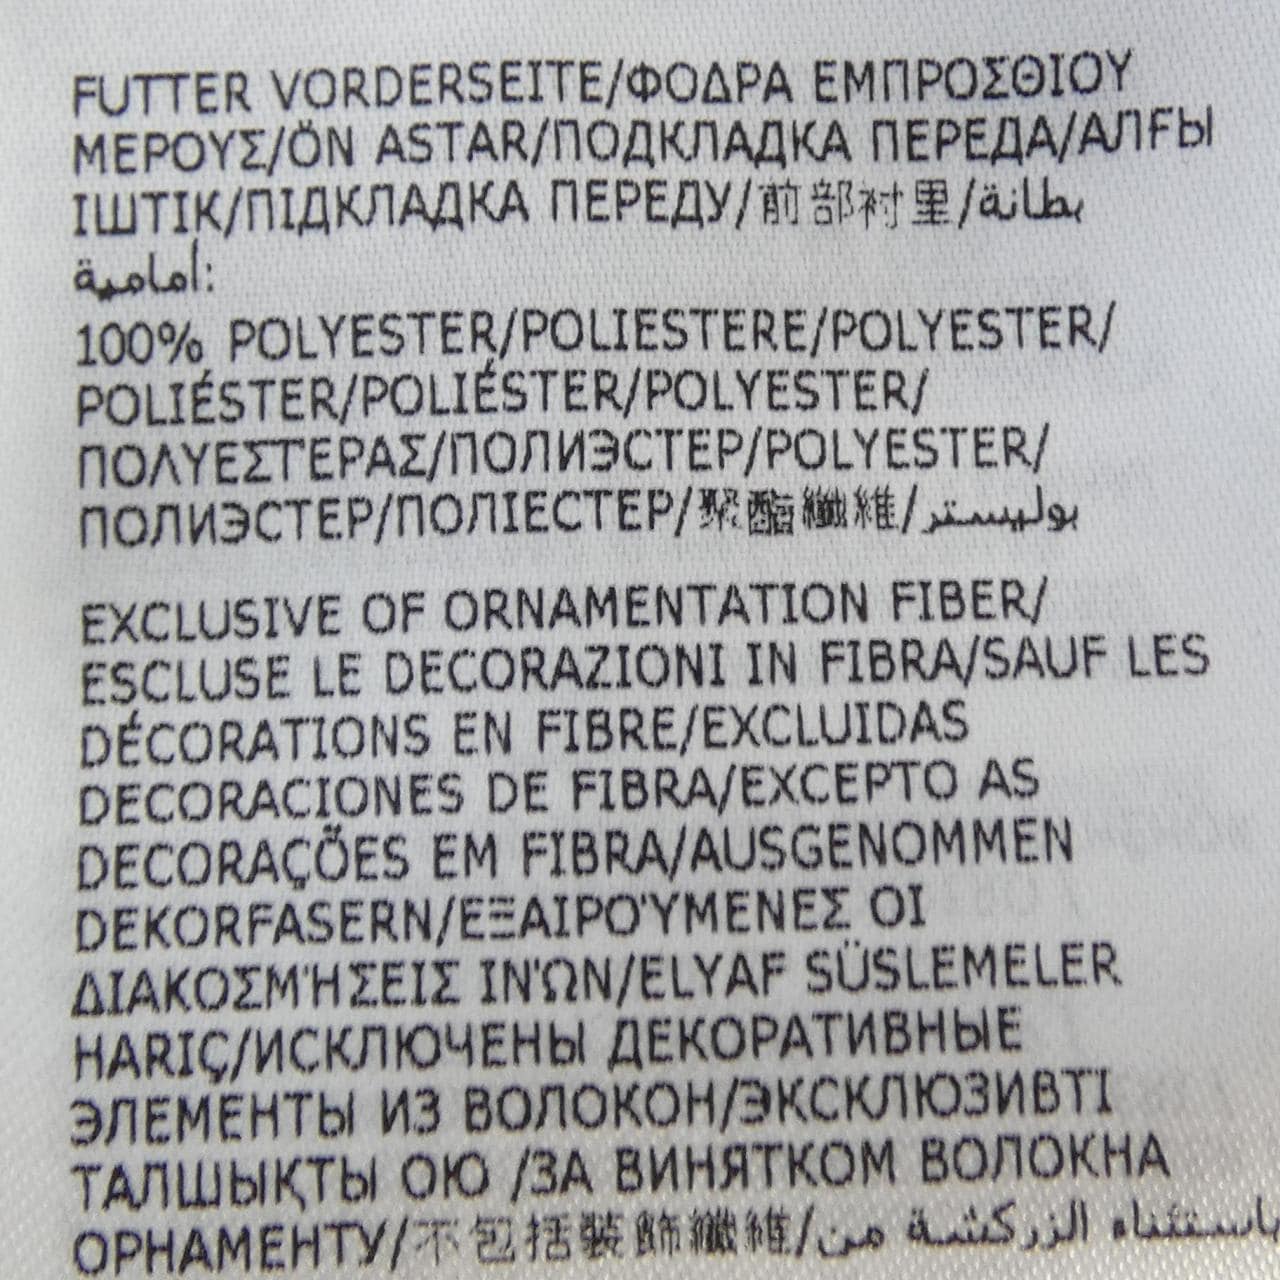 FUTTER VORDERSEITE/ΦΟΔΡΑ ΕΜΠΡΟΣΘΙΟΥ
ΜΕΡΟΥΣ/ÖN ASTAR/ПОДКЛАДКА ПЕРЕДА/АЛҒЫ
ІШТІК/ПІДКЛАДКА ПЕРЕДУ/前部衬里/بطانة
أمامية:
100% POLYESTER/POLIESTERE/POLYESTER/
POLIÉSTER/POLIÉSTER/POLYESTER/
ΠΟΛΥΕΣΤΕΡΑΣ/ПОЛИЭСТЕР/POLYESTER/
ПОЛИЭСТЕР/ПОЛІЕСТЕР/聚酯纖維/بوليستر
EXCLUSIVE OF ORNAMENTATION FIBER/
ESCLUSE LE DECORAZIONI IN FIBRA/SAUF LES
DÉCORATIONS EN FIBRE/EXCLUIDAS
DECORACIONES DE FIBRA/EXCEPTO AS
DECORAÇÕES EM FIBRA/AUSGENOMMEN
DEKORFASERN/ΕΞΑΙΡΟΎΜΕΝΕΣ ΟΙ
ΔΙΑΚΟΣΜΉΣΕΙΣ ΙΝΏΝ/ELYAF SÜSLEMELER
HARIÇ/ИСКЛЮЧЕНЫ ДЕКОРАТИВНЫЕ
ЭЛЕМЕНТЫ ИЗ ВОЛОКОН/ЭКСКЛЮЗИВТІ
ТАЛШЫҚТЫ ОЮ /ЗА ВИНЯТКОМ ВОЛОКНА
ОРНАМЕНТУ/不包括裝飾纖維/باستثناء الزركشة من